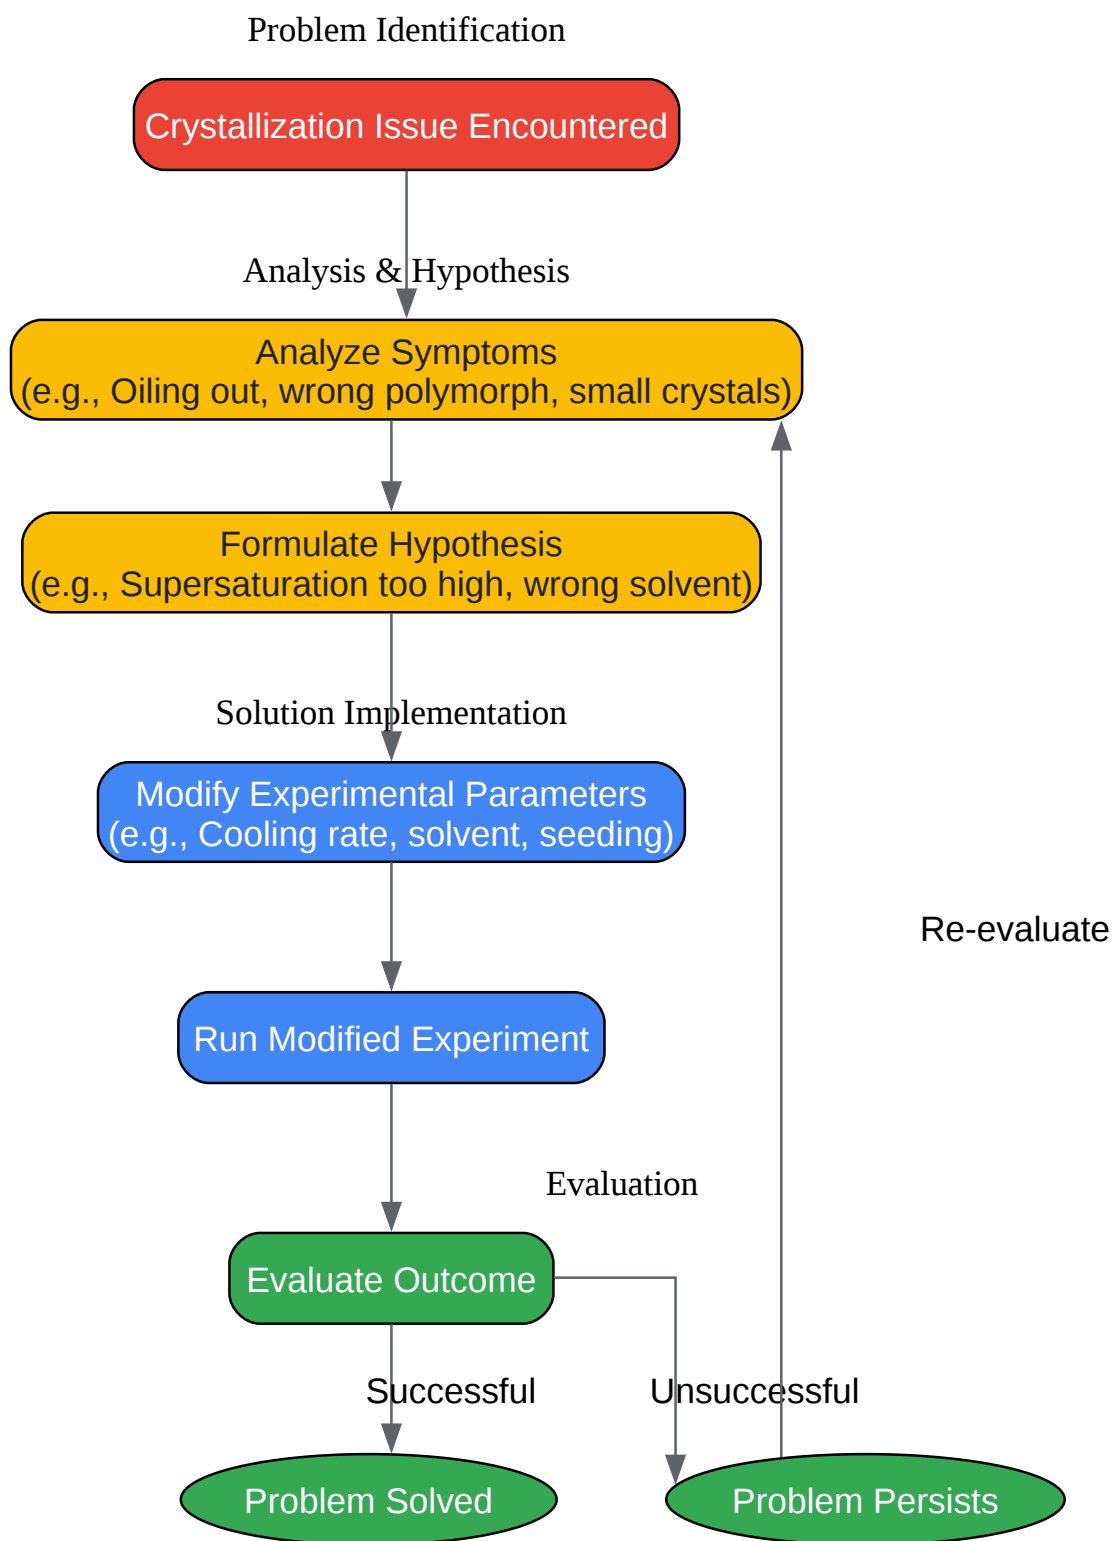 Problem Identification
Crystallization Issue Encountered
Analysis & Hypothesis
Analyze Symptoms
(e.g., Oiling out, wrong polymorph, small crystals)
Formulate Hypothesis
(e.g., Supersaturation too high, wrong solvent)
Solution Implementation
Modify Experimental Parameters
(e.g., Cooling rate, solvent, seeding)
Re-evaluate
Run Modified Experiment
Evaluation
Evaluate Outcome
Successful
Unsuccessful
Problem Solved
Problem Persists